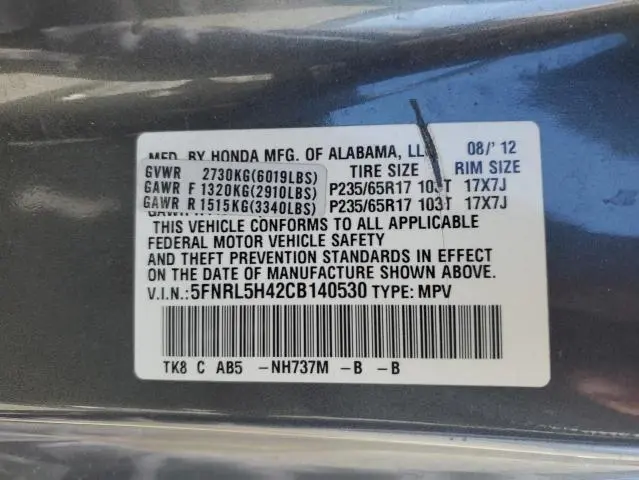 MFD. BY HONDA MFG. OF ALABAMA, LL 08/'12
GVWR 2730KG(6019LBS) TIRE SIZE RIM SIZE
GAWR F 1320KG(2910LBS) P235/65R17 103T 17X7J
GAWR R 1515KG(3340LBS) P235/65R17 103T 17X7J
THIS VEHICLE CONFORMS TO ALL APPLICABLE
FEDERAL MOTOR VEHICLE SAFETY
AND THEFT PREVENTION STANDARDS IN EFFECT
ON THE DATE OF MANUFACTURE SHOWN ABOVE.
V.I.N.:5FNRL5H42CB140530 TYPE: MPV
TK8 C AB5 -NH737M -B -B